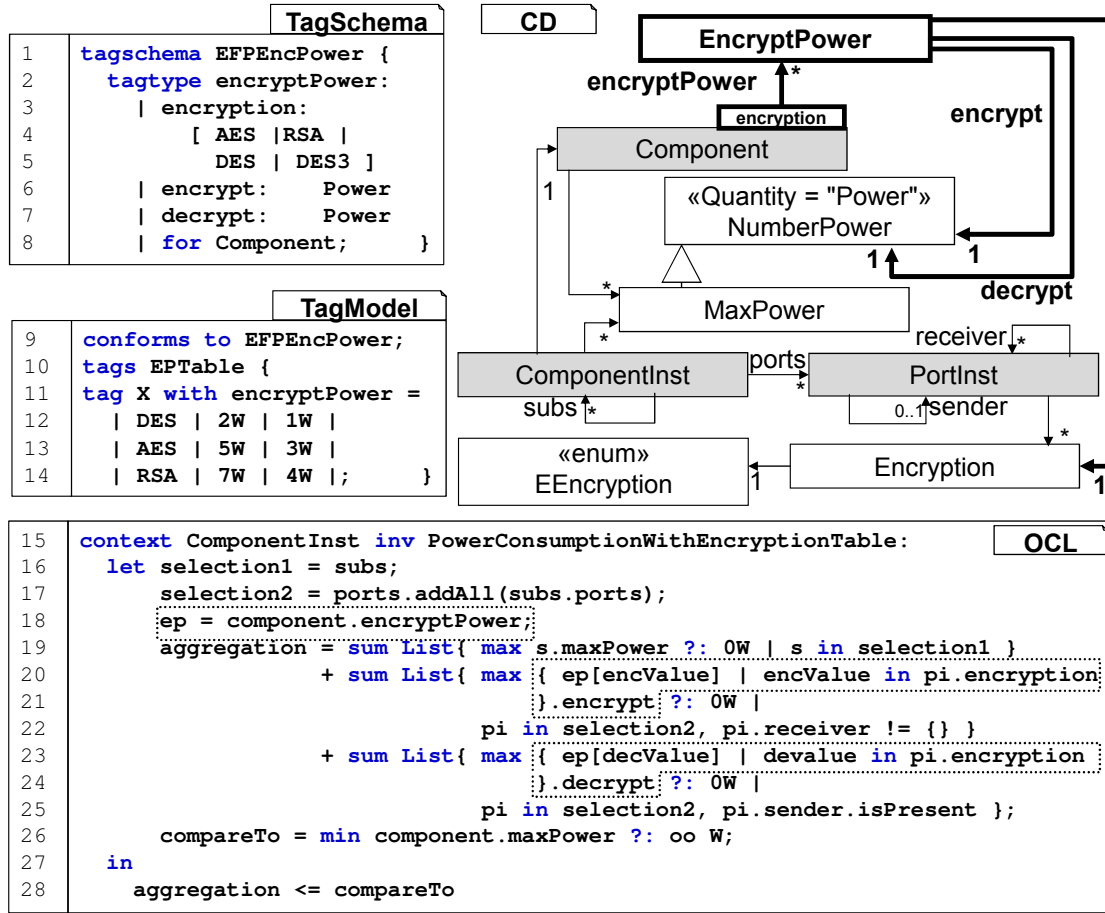 TagSchema
1 tagschema EFPEncPower {
2 tagtype encryptPower:
3 | encryption:
4 [ AES |RSA |
5 DES | DES3 ]
6 | encrypt: Power
7 | decrypt: Power
8 | for Component; }
TagModel
9 conforms to EFPEncPower;
10 tags EPTable {
11 tag X with encryptPower =
12 | DES | 2W | 1W |
13 | AES | 5W | 3W |
14 | RSA | 7W | 4W |; }
CD
EncryptPower
encryptPower
*
encryption
encrypt
Component
1
«Quantity = "Power"»
NumberPower
1
1
decrypt
*
MaxPower
*
receiver
*
ComponentInst
ports
*
PortInst
subs
*
0..1
sender
*
«enum»
EEncryption
1
Encryption
1
OCL
15 context ComponentInst inv PowerConsumptionWithEncryptionTable:
16 let selection1 = subs;
17 selection2 = ports.addAll(subs.ports);
18 ep = component.encryptPower;
19 aggregation = sum List{ max s.maxPower ?: 0W | s in selection1 }
20 + sum List{ max { ep[encValue] | encValue in pi.encryption
21 }.encrypt ?: 0W |
22 pi in selection2, pi.receiver != {} }
23 + sum List{ max { ep[decValue] | devalue in pi.encryption
24 }.decrypt ?: 0W |
25 pi in selection2, pi.sender.isPresent };
26 compareTo = min component.maxPower ?: oo W;
27 in
28 aggregation <= compareTo